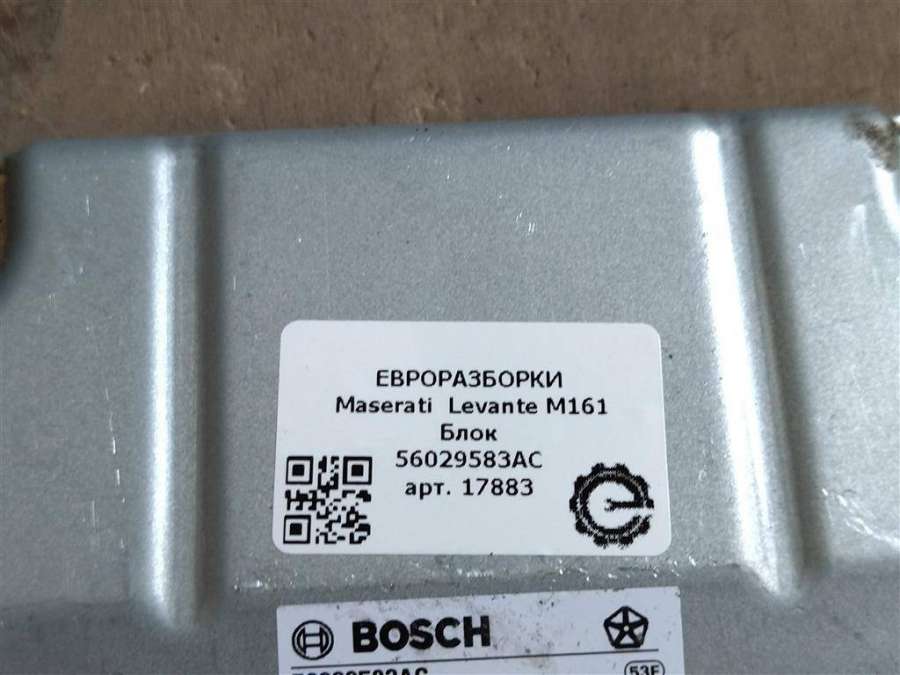 ЕВРОРАЗБОРКИ
Maserati Levante M161
Блок
56029583AC
арт. 17883
BOSCH
53F